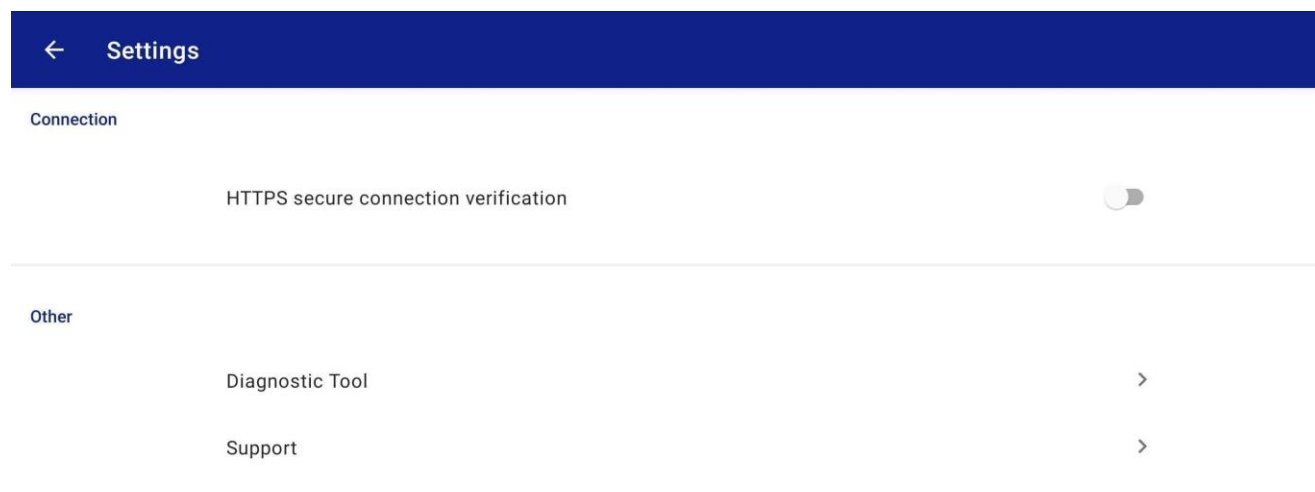 Settings
Connection
HTTPS secure connection verification
Other
Diagnostic Tool
Support